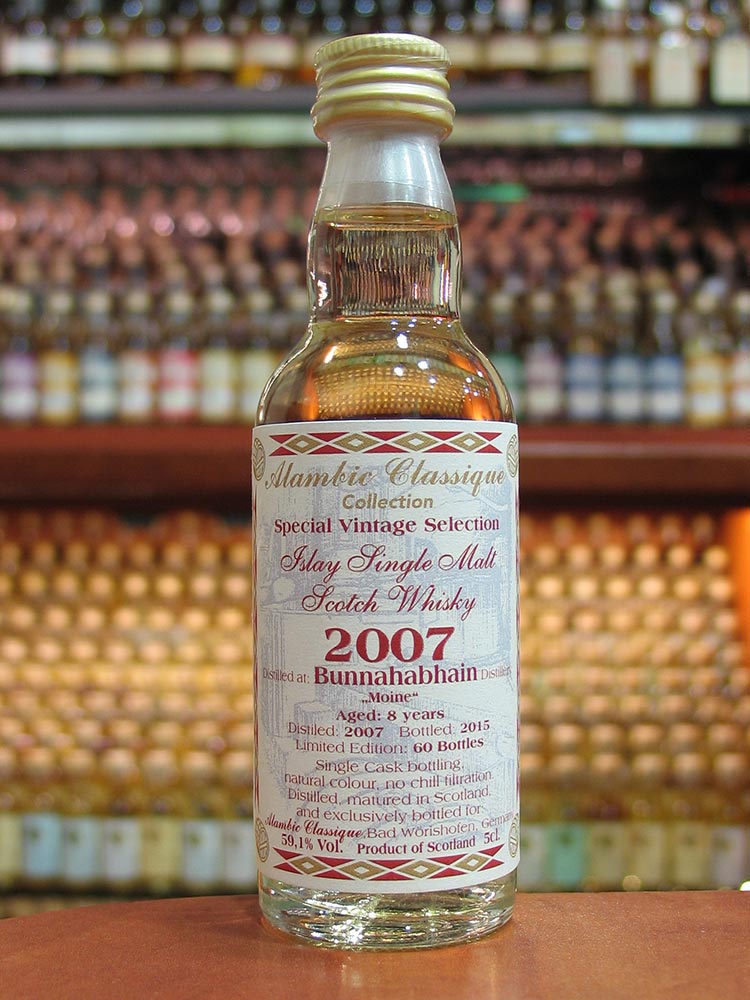 Alambic Classique
Collection
Special Vintage Selection
Islay Single Malt
Scotch Whisky
2007
Distilled at: Bunnahabhain Distillery
„Moine“
Aged: 8 years
Distilled: 2007 Bottled: 2015
Limited Edition: 60 Bottles
Single Cask bottling,
natural colour, no chill filtration.
Distilled, matured in Scotland,
and exclusively bottled for
Alambic Classique, Bad Wörishofen, Germany
59,1% Vol. Product of Scotland 5cl.